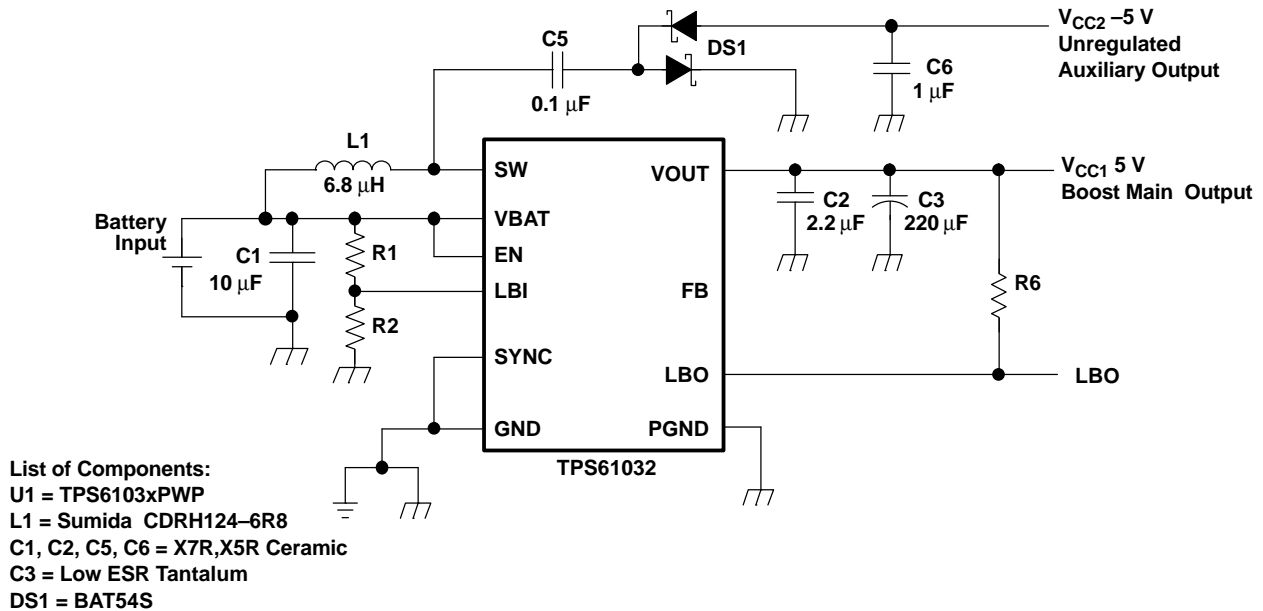 V_CC2 –5 V
Unregulated
Auxiliary Output
C5
DS1
C6
1 μF
0.1 μF
L1
6.8 μH
SW
VOUT
V_CC1 5 V
Boost Main Output
C2
2.2 μF
C3
220 μF
Battery
Input
VBAT
C1
10 μF
R1
EN
LBI
FB
R6
R2
SYNC
LBO
LBO
GND
PGND
TPS61032
List of Components:
U1 = TPS6103xPWP
L1 = Sumida CDRH124–6R8
C1, C2, C5, C6 = X7R,X5R Ceramic
C3 = Low ESR Tantalum
DS1 = BAT54S